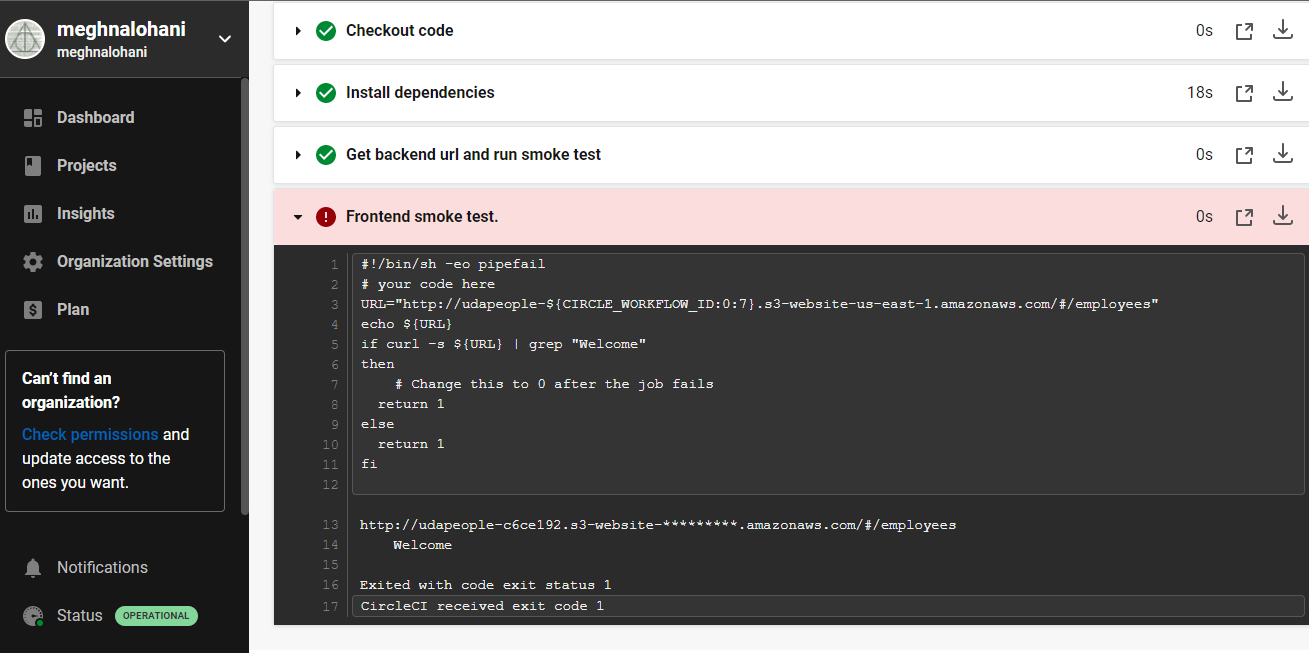 meghnalohani
meghnalohani
Dashboard
Projects
Insights
Organization Settings
$ Plan
Can't find an
organization?
Check permissions and
update access to the
ones you want.
Notifications
Status OPERATIONAL
Checkout code 0s
Install dependencies 18s
Get backend url and run smoke test 0s
! Frontend smoke test. 0s
1 #!/bin/sh -eo pipefail
2 # your code here
3 URL="http://udapeople-${CIRCLE_WORKFLOW_ID:0:7}.s3-website-us-east-1.amazonaws.com/#/employees"
4 echo ${URL}
5 if curl -s ${URL} | grep "Welcome"
6 then
7 # Change this to 0 after the job fails
8 return 1
9 else
10 return 1
11 fi
12
13 http://udapeople-c6ce192.s3-website-*********.amazonaws.com/#/employees
14 Welcome
15
16 Exited with code exit status 1
17 CircleCI received exit code 1